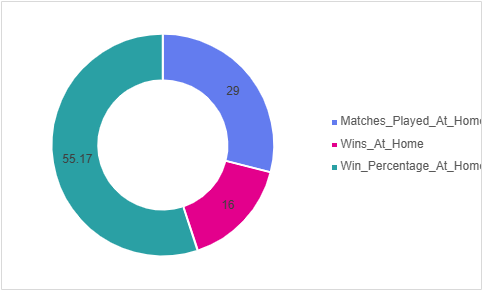 29
16
55.17
Matches_Played_At_Home
Wins_At_Home
Win_Percentage_At_Home